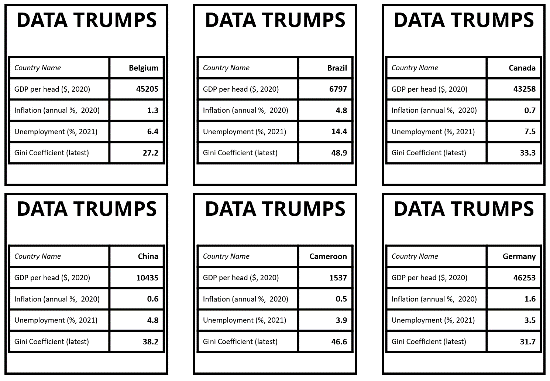 DATA TRUMPS
Country Name Belgium
GDP per head ($, 2020) 45205
Inflation (annual %, 2020) 1.3
Unemployment (%, 2021) 6.4
Gini Coefficient (latest) 27.2
DATA TRUMPS
Country Name Brazil
GDP per head ($, 2020) 6797
Inflation (annual %, 2020) 4.8
Unemployment (%, 2021) 14.4
Gini Coefficient (latest) 48.9
DATA TRUMPS
Country Name Canada
GDP per head ($, 2020) 43258
Inflation (annual %, 2020) 0.7
Unemployment (%, 2021) 7.5
Gini Coefficient (latest) 33.3
DATA TRUMPS
Country Name China
GDP per head ($, 2020) 10435
Inflation (annual %, 2020) 0.6
Unemployment (%, 2021) 4.8
Gini Coefficient (latest) 38.2
DATA TRUMPS
Country Name Cameroon
GDP per head ($, 2020) 1537
Inflation (annual %, 2020) 0.5
Unemployment (%, 2021) 3.9
Gini Coefficient (latest) 46.6
DATA TRUMPS
Country Name Germany
GDP per head ($, 2020) 46253
Inflation (annual %, 2020) 1.6
Unemployment (%, 2021) 3.5
Gini Coefficient (latest) 31.7